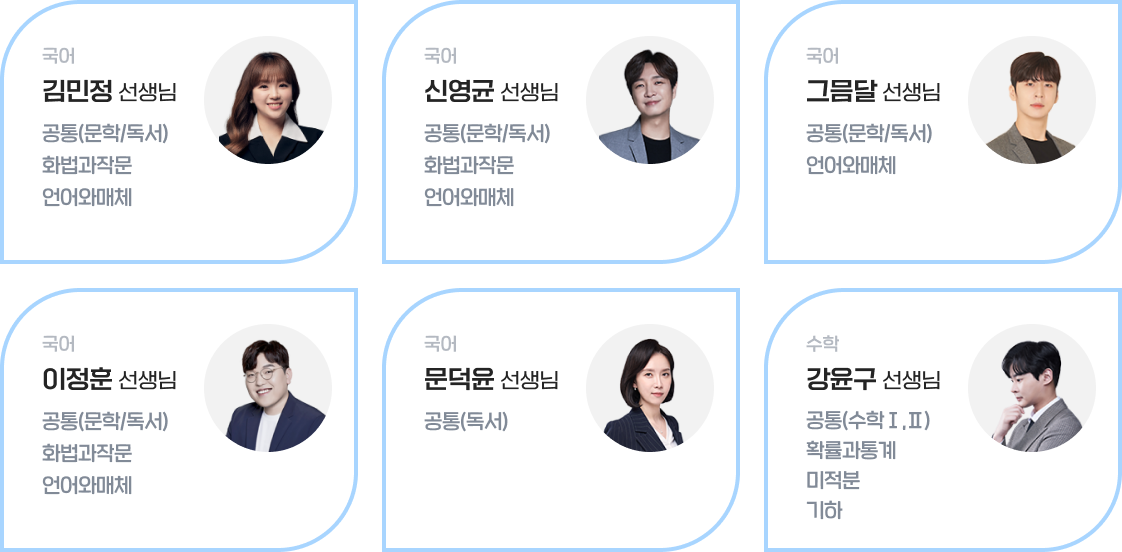 국어
김민정 선생님
공통(문학/독서)
화법과작문
언어와매체
국어
신영균 선생님
공통(문학/독서)
화법과작문
언어와매체
국어
그믐달 선생님
공통(문학/독서)
언어와매체
국어
이정훈 선생님
공통(문학/독서)
화법과작문
언어와매체
국어
문덕윤 선생님
공통(독서)
수학
강윤구 선생님
공통(수학Ⅰ,Ⅱ)
확률과통계
미적분
기하